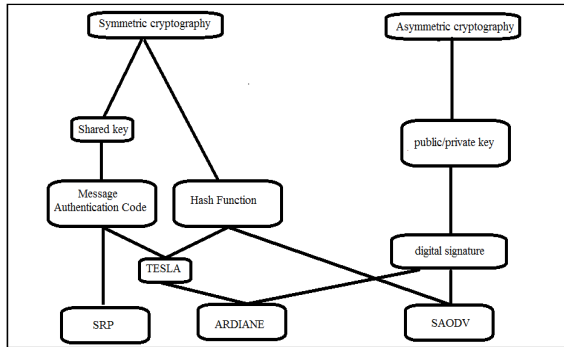 Symmetric cryptography
Asymmetric cryptography
Shared key
public/private key
Message
Authentication Code
Hash Function
digital signature
TESLA
SRP
ARDIANE
SAODV